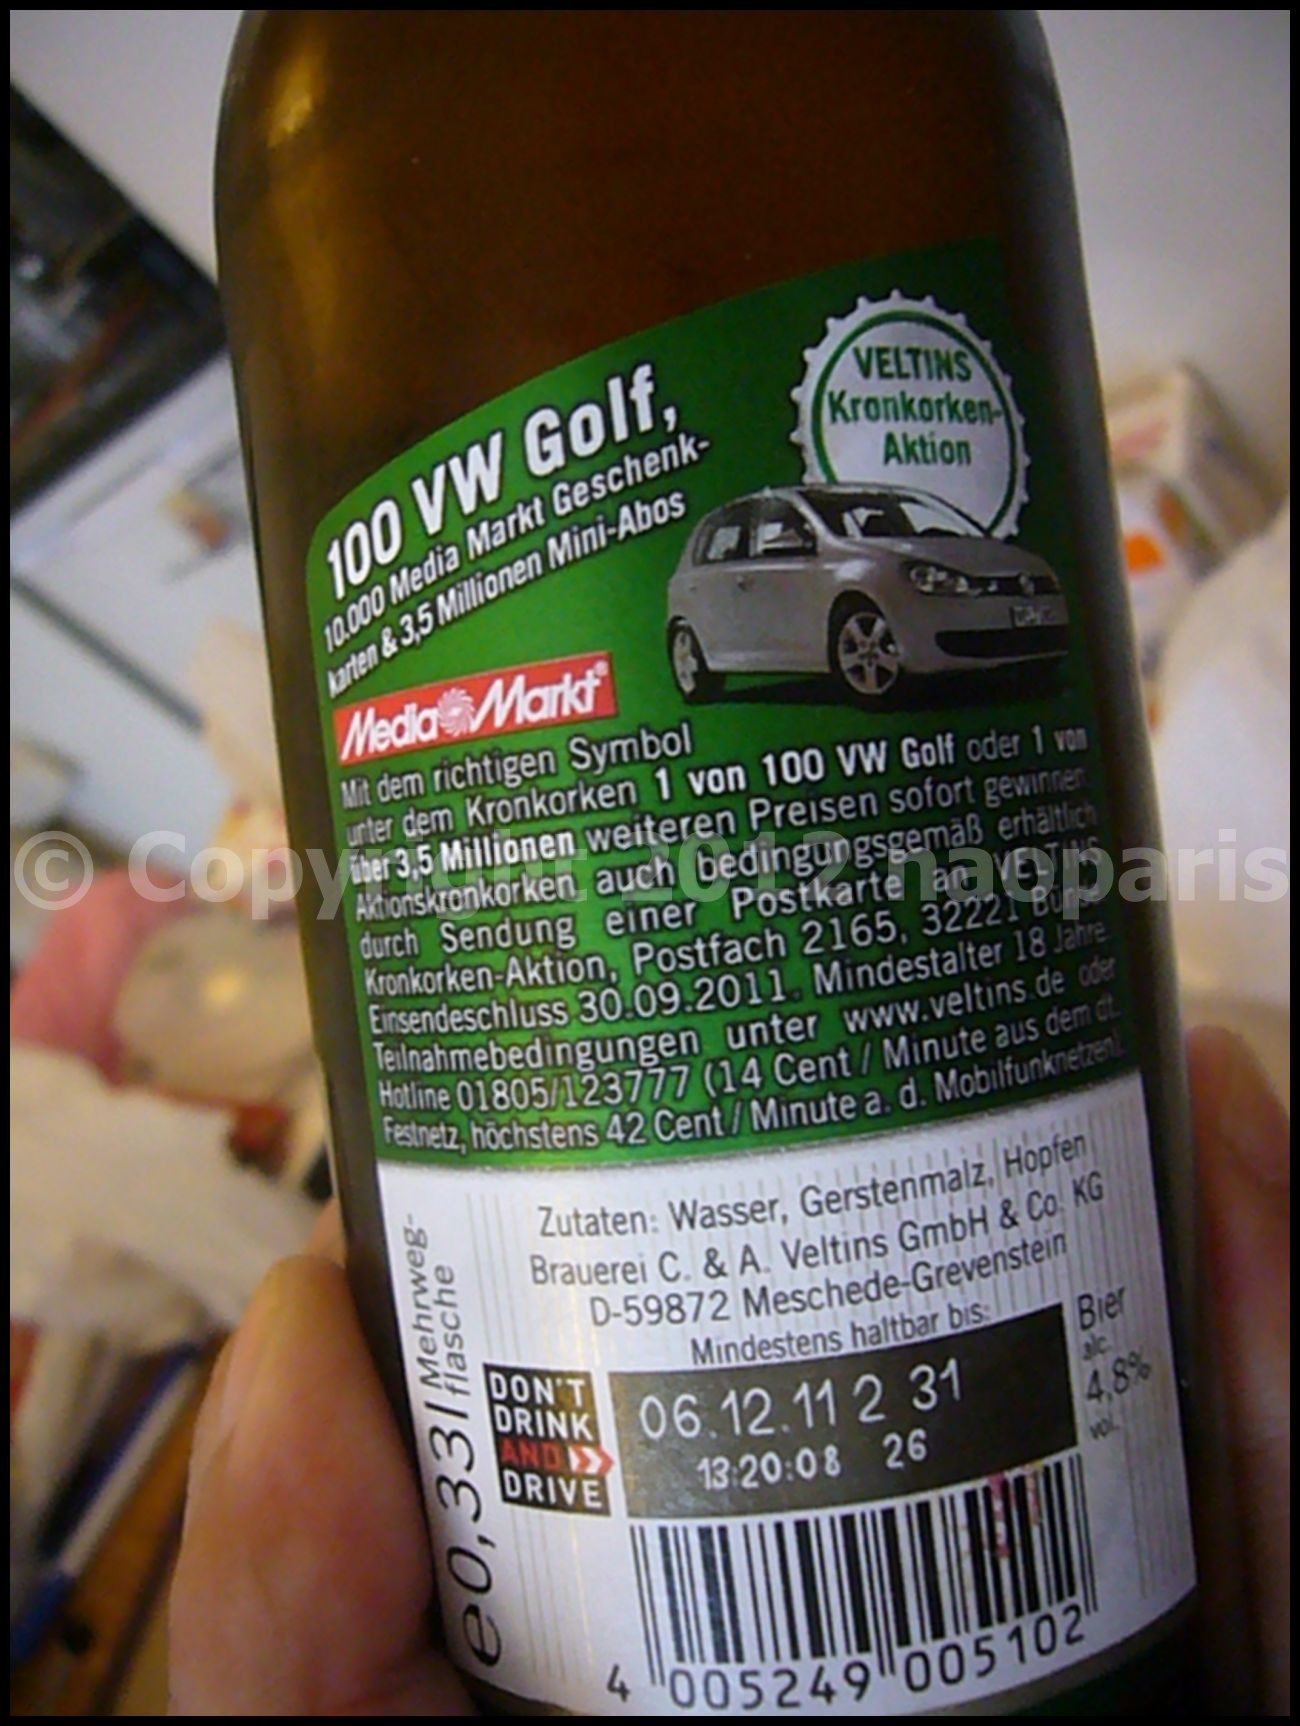 VELTINS
Kronkorken-
Aktion
100 VW Golf,
10.000 Media Markt Geschenk-
karten & 3,5 Millionen Mini-Abos
Media Markt®
Mit dem richtigen Symbol
unter dem Kronkorken 1 von 100 VW Golf oder 1 von
über 3,5 Millionen weiteren Preisen sofort gewinnen.
Aktionskronkorken auch bedingungsgemäß erhältlich
durch Sendung einer Postkarte an VELTINS
Kronkorken-Aktion, Postfach 2165, 32221 Bünde
Einsendeschluss 30.09.2011. Mindestalter 18 Jahre.
Teilnahmebedingungen unter www.veltins.de oder
Hotline 01805/123777 (14 Cent / Minute aus dem dt.
Festnetz, höchstens 42 Cent / Minute a. d. Mobilfunknetzen).
© Copyright 2012 naoparis
Zutaten: Wasser, Gerstenmalz, Hopfen
Brauerei C. & A. Veltins GmbH & Co. KG
D-59872 Meschede-Grevenstein
Mindestens haltbar bis:
06.12.11 2 31
13:20:08 26
Bier
alc.
4,8%
vol.
DON'T
DRINK
AND
DRIVE
e0,33l Mehrweg-
flasche
4 005249 005102